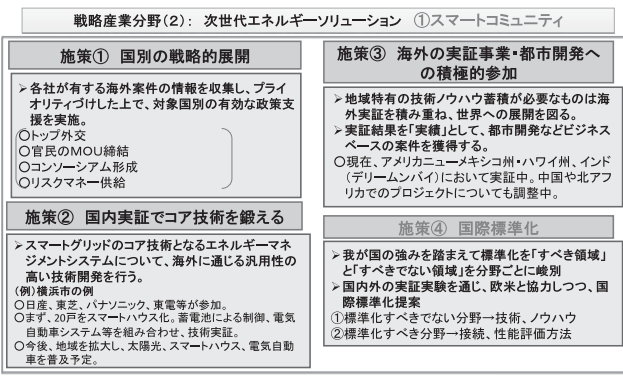 戦略産業分野(2): 次世代エネルギーソリューション ①スマートコミュニティ
施策① 国別の戦略的展開
➢各社が有する海外案件の情報を収集し、プライ
オリティづけした上で、対象国別の有効な政策支
援を実施。
○トップ外交
○官民のMOU締結
○コンソーシアム形成
○リスクマネー供給
施策② 国内実証でコア技術を鍛える
➢スマートグリッドのコア技術となるエネルギーマネ
ジメントシステムについて、海外に通じる汎用性の
高い技術開発を行う。
(例)横浜市の例
○日産、東芝、パナソニック、東電等が参加。
○まず、20戸をスマートハウス化。蓄電池による制御、電気
自動車システム等を組み合わせ、技術実証。
○今後、地域を拡大し、太陽光、スマートハウス、電気自動
車を普及予定。
施策③ 海外の実証事業・都市開発へ
の積極的参加
➢地域特有の技術ノウハウ蓄積が必要なものは海
外実証を積み重ね、世界への展開を図る。
➢実証結果を「実績」として、都市開発などビジネス
ベースの案件を獲得する。
○現在、アメリカニューメキシコ州・ハワイ州、インド
(デリームンバイ)において実証中。中国や北アフ
リカでのプロジェクトについても調整中。
施策④ 国際標準化
➢我が国の強みを踏まえて標準化を「すべき領域」
と「すべきでない領域」を分野ごとに峻別
➢国内外の実証実験を通じ、欧米と協力しつつ、国
際標準化提案
①標準化すべきでない分野→技術、ノウハウ
②標準化すべき分野→接続、性能評価方法